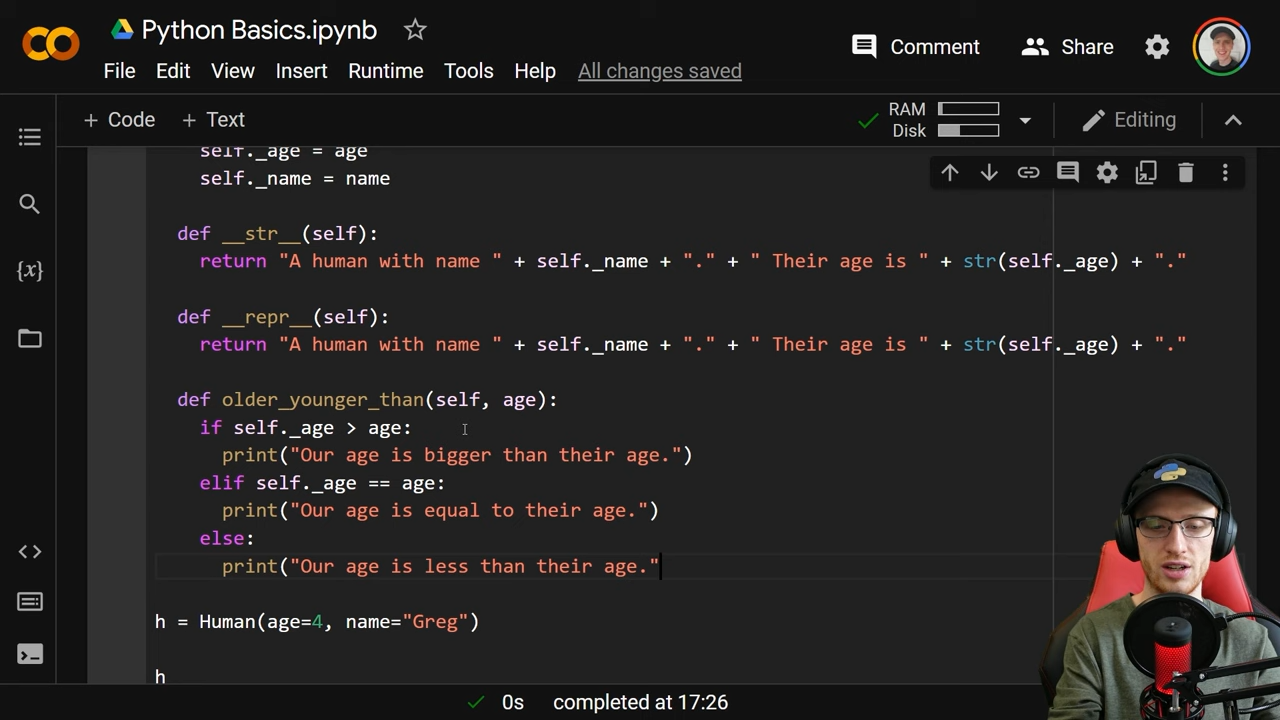 Python Basics.ipynb
Comment
Share
File Edit View Insert Runtime Tools Help All changes saved
+ Code + Text
RAM
Disk
Editing
self._age = age
self._name = name
def __str__(self):
return "A human with name " + self._name + "." + " Their age is " + str(self._age) + "."
def __repr__(self):
return "A human with name " + self._name + "." + " Their age is " + str(self._age) + "."
def older_younger_than(self, age):
if self._age > age:
print("Our age is bigger than their age.")
elif self._age == age:
print("Our age is equal to their age.")
else:
print("Our age is less than their age."
h = Human(age=4, name="Greg")
h
0s completed at 17:26